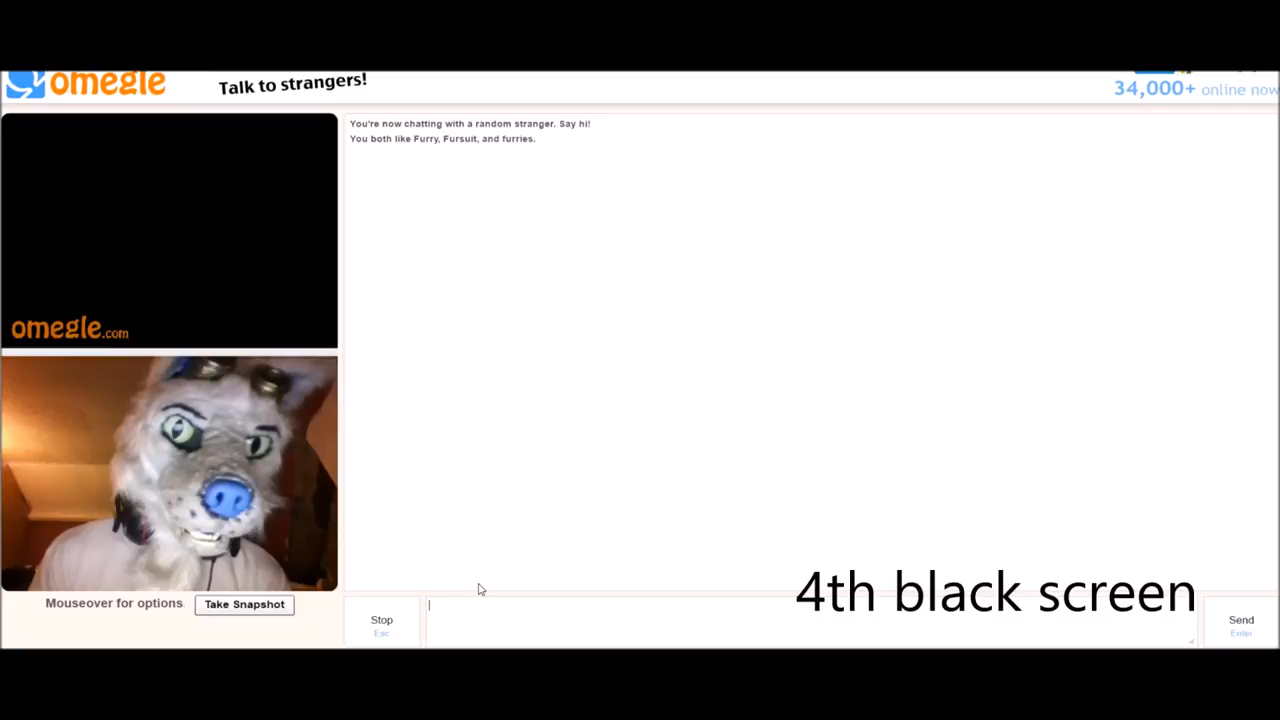 omegle
Talk to strangers!
34,000+ online now
You're now chatting with a random stranger. Say hi!
You both like Furry, Fursuit, and furries.
omegle.com
Mouseover for options.
Take Snapshot
Stop
Esc
4th black screen
Send
Enter